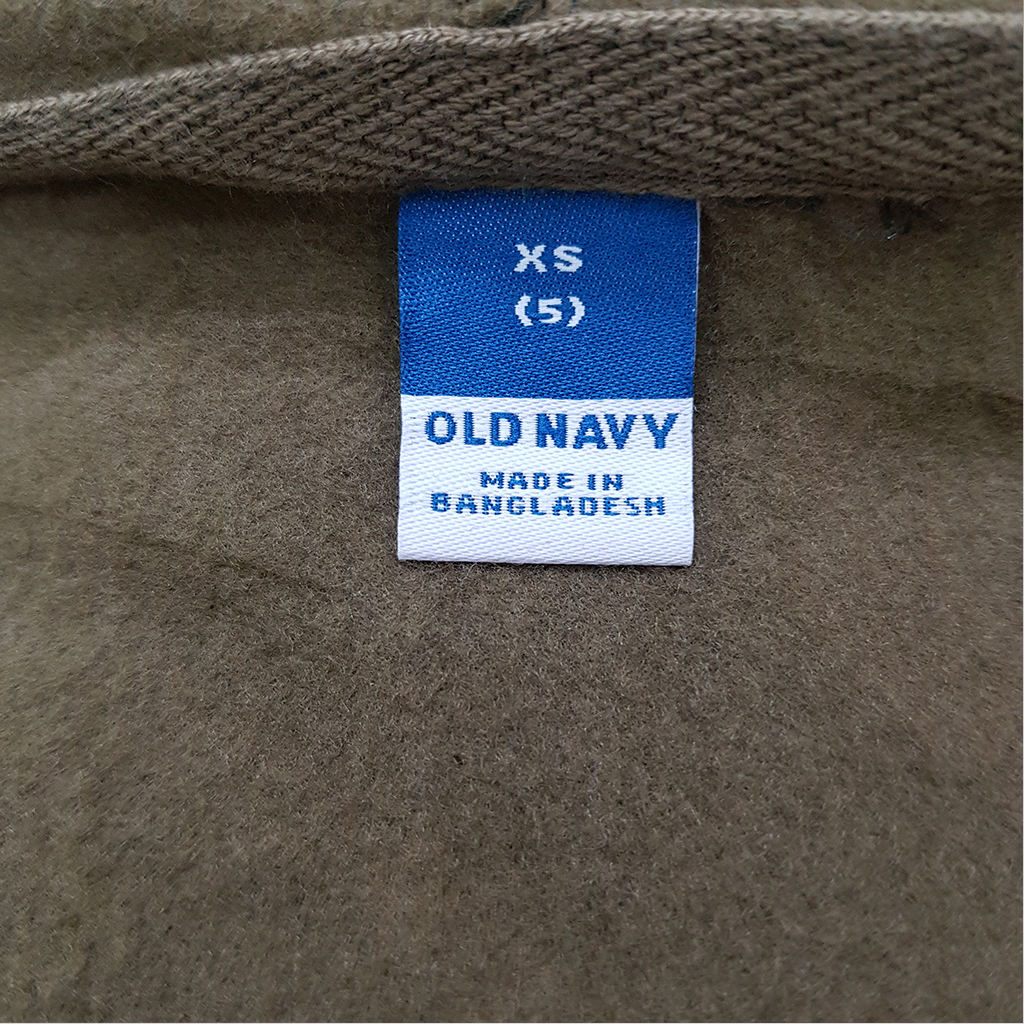 XS
(5)
OLD NAVY
MADE IN
BANGLADESH